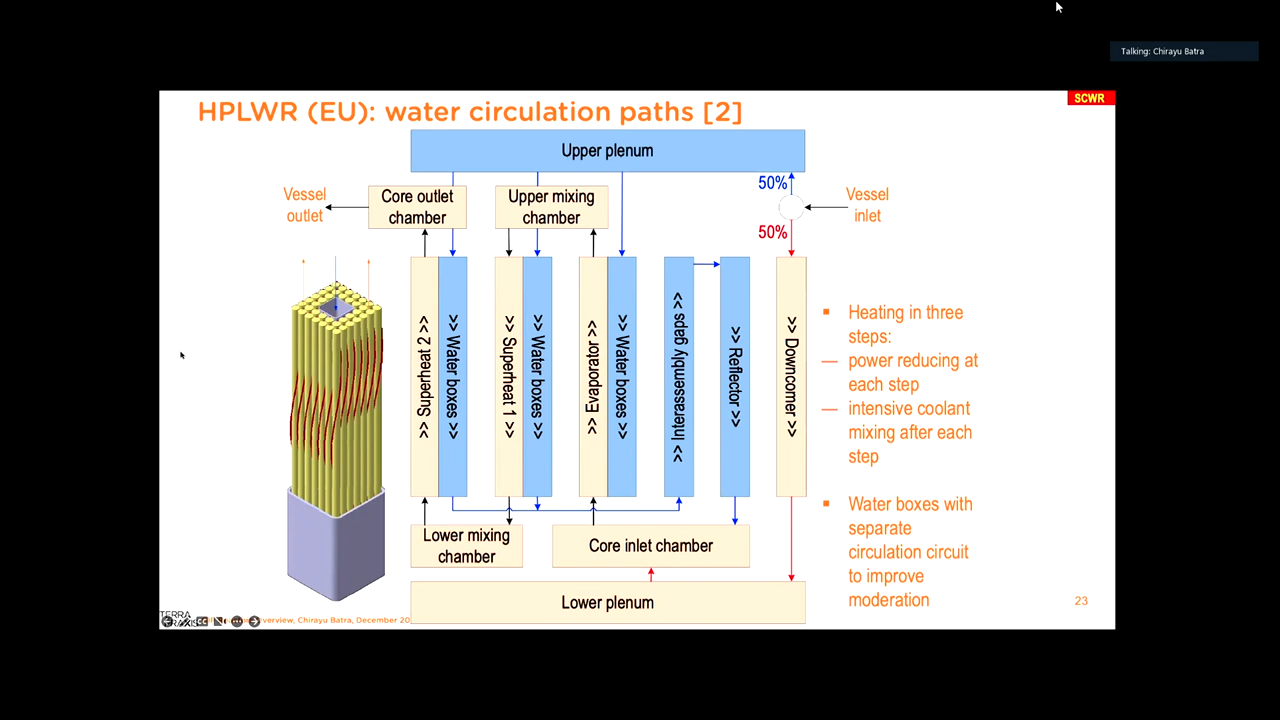 Talking: Chirayu Batra
SCWR
HPLWR (EU): water circulation paths [2]
Upper plenum
50%
50%
Vessel
inlet
Vessel
outlet
Core outlet
chamber
Upper mixing
chamber
>> Superheat 2 >>
>> Water boxes >>
>> Superheat 1 >>
>> Water boxes >>
>> Evaporator >>
>> Water boxes >>
>> Interassembly gaps >>
>> Reflector >>
>> Downcomer >>
Lower mixing
chamber
Core inlet chamber
Lower plenum
▪ Heating in three
steps:
— power reducing at
each step
— intensive coolant
mixing after each
step
▪ Water boxes with
separate
circulation circuit
to improve
moderation
TERRA
verview, Chirayu Batra, December 20
23